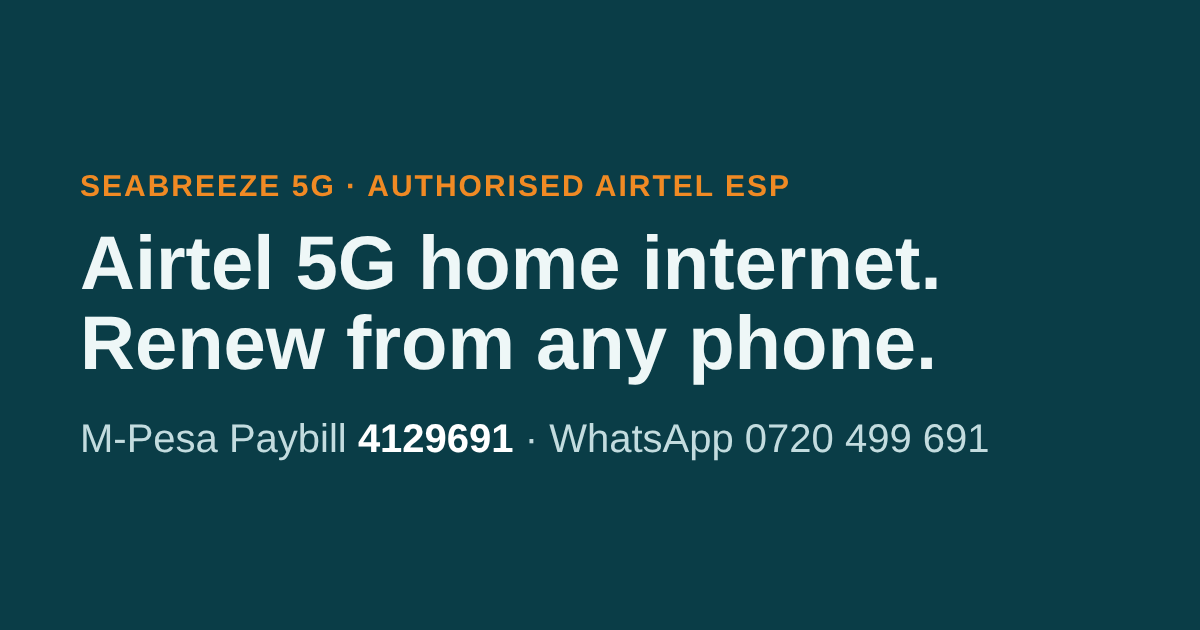 SEABREEZE 5G · AUTHORISED AIRTEL ESP
Airtel 5G home internet.
Renew from any phone.
M-Pesa Paybill 4129691 · WhatsApp 0720 499 691